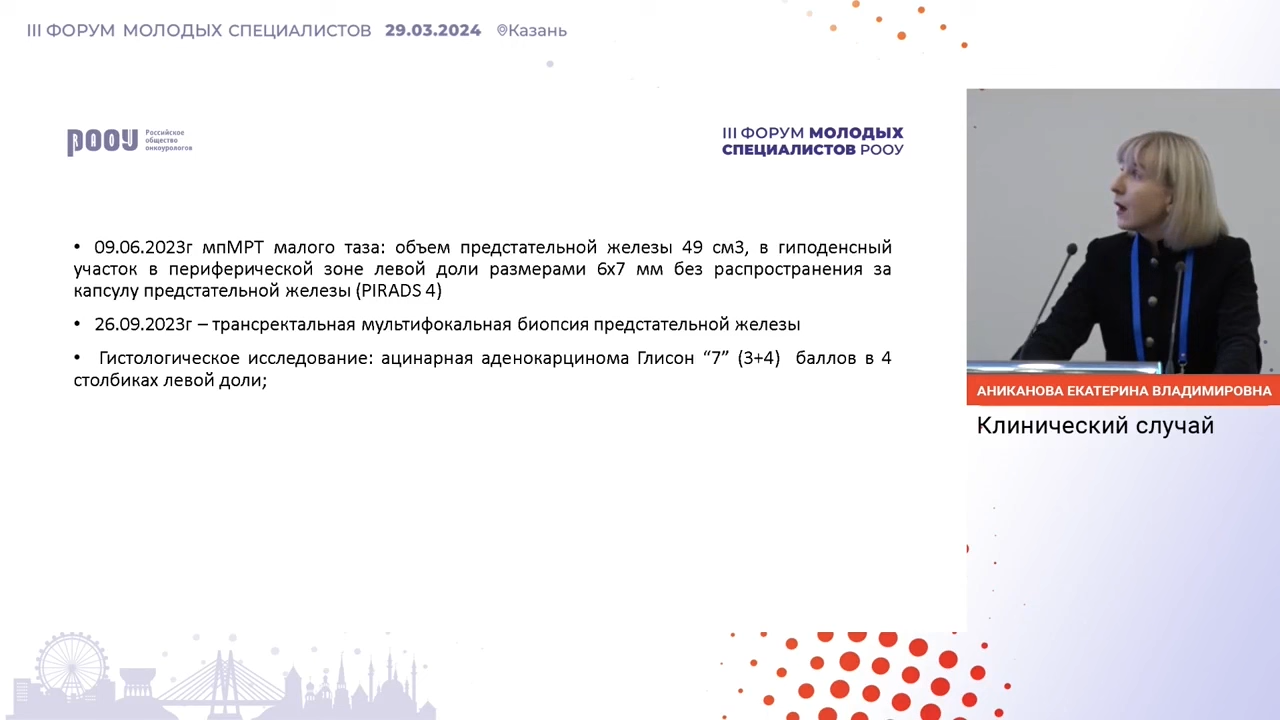 III ФОРУМ МОЛОДЫХ СПЕЦИАЛИСТОВ 29.03.2024 Казань
РООУ Российское
общество
онкоурологов
III ФОРУМ МОЛОДЫХ
СПЕЦИАЛИСТОВ РООУ
• 09.06.2023г мпМРТ малого таза: объем предстательной железы 49 см3, в гиподенсный
участок в периферической зоне левой доли размерами 6х7 мм без распространения за
капсулу предстательной железы (PIRADS 4)
• 26.09.2023г – трансректальная мультифокальная биопсия предстательной железы
• Гистологическое исследование: ацинарная аденокарцинома Глисон “7” (3+4) баллов в 4
столбиках левой доли;
АНИКАНОВА ЕКАТЕРИНА ВЛАДИМИРОВНА
Клинический случай